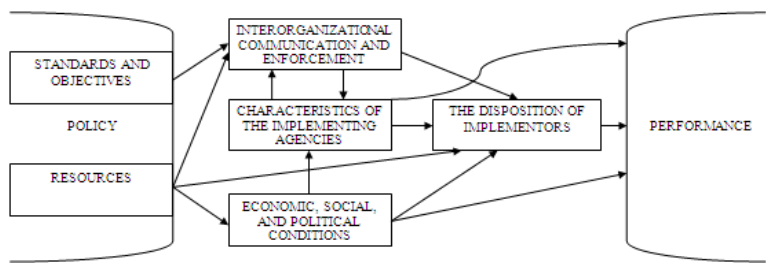 STANDARDS AND
OBJECTIVES
POLICY
RESOURCES
INTERORGANIZATIONAL
COMMUNICATION AND
ENFORCEMENT
CHARACTERISTICS OF
THE IMPLEMENTING
AGENCIES
ECONOMIC, SOCIAL,
AND POLITICAL
CONDITIONS
THE DISPOSITION OF
IMPLEMENTORS
PERFORMANCE